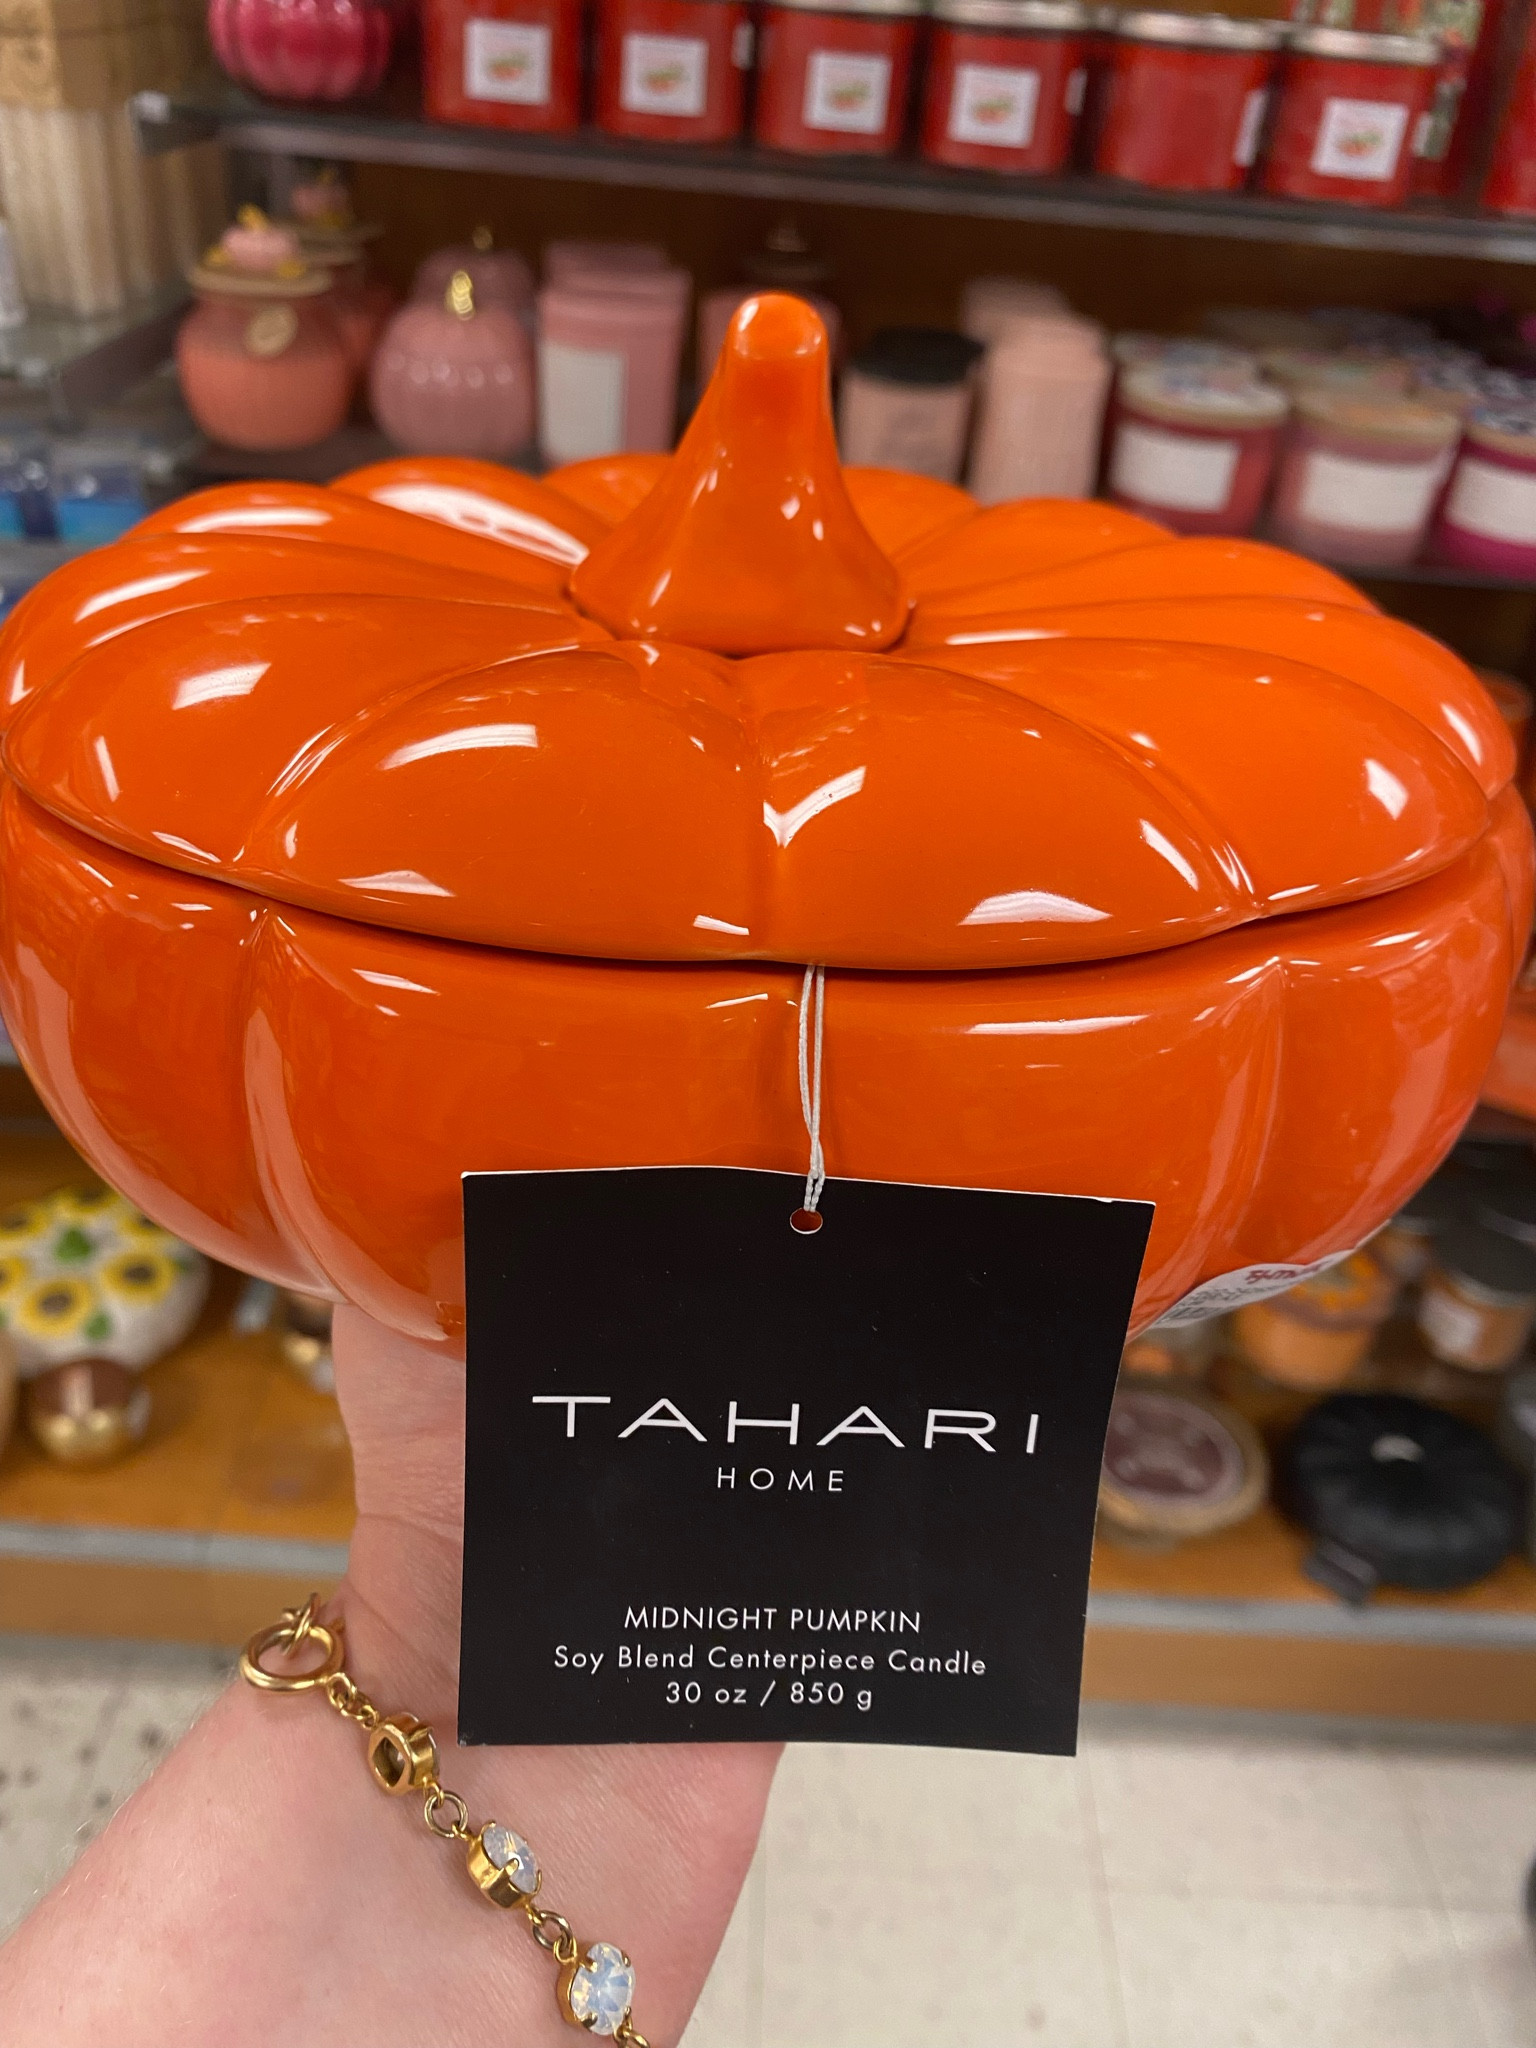 TAHARI
HOME
MIDNIGHT PUMPKIN
Soy Blend Centerpiece Candle
30 oz / 850 g